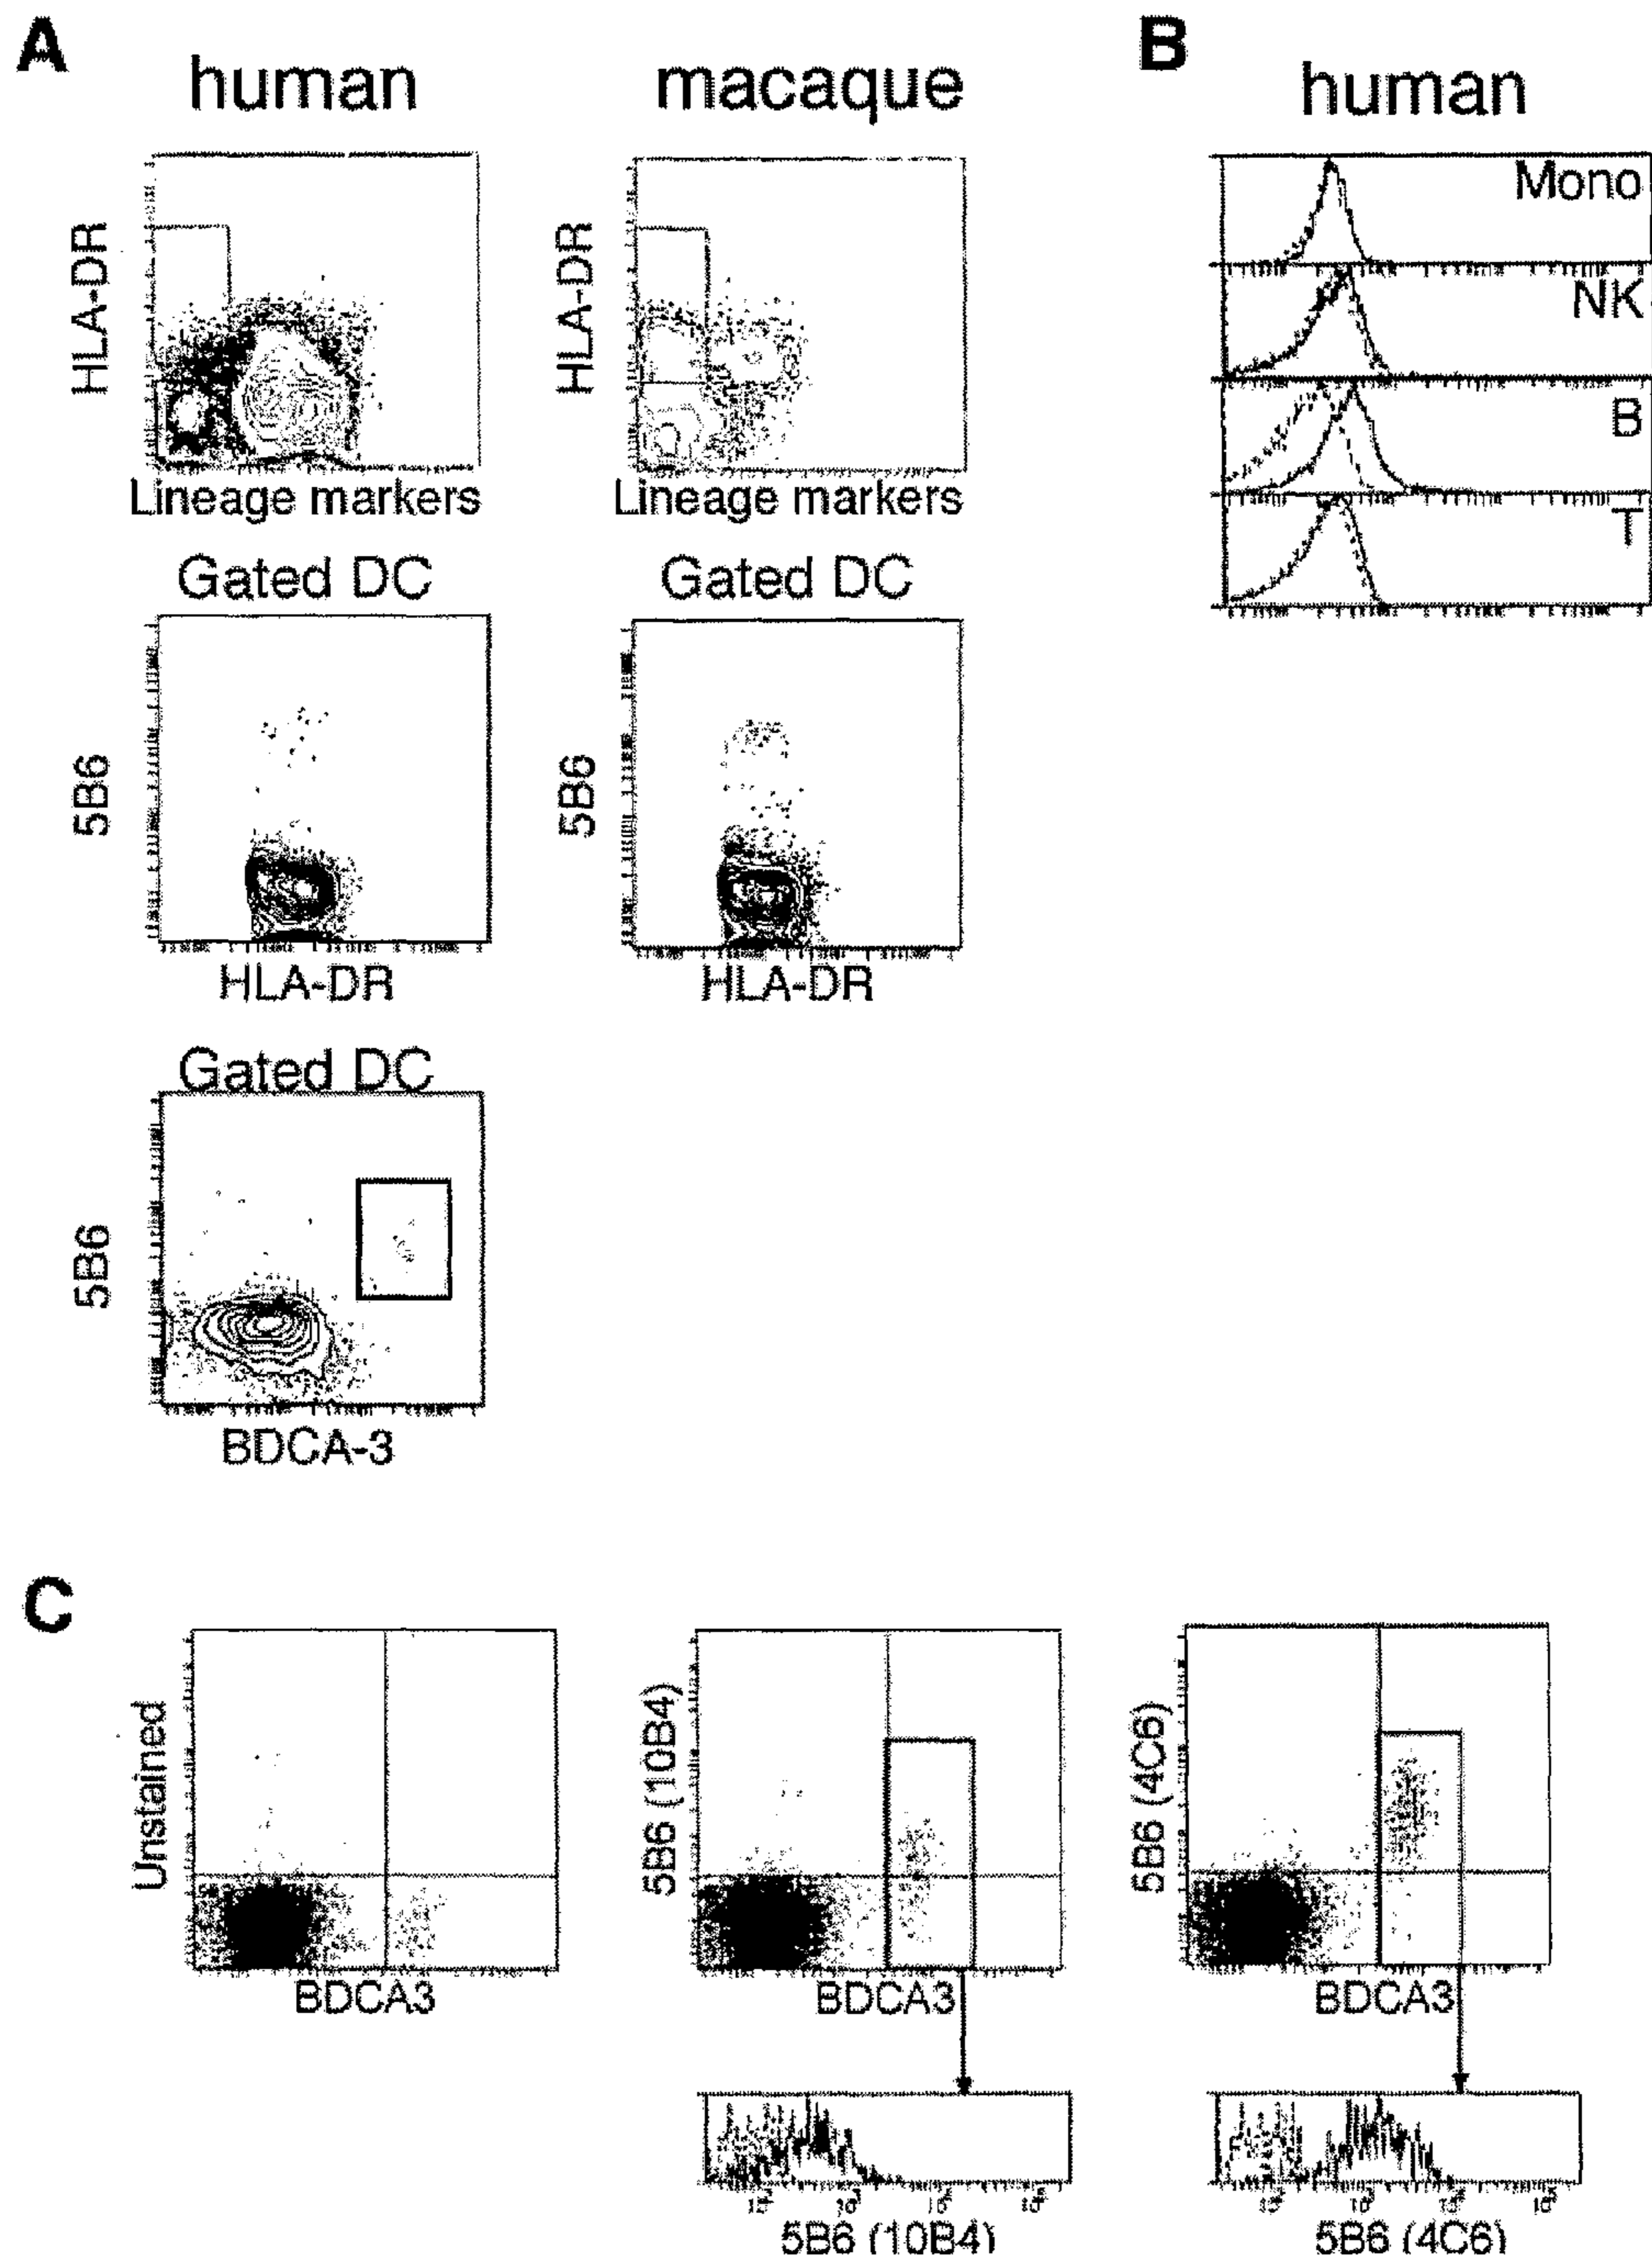 A
B
human macaque
human
HLA-DR
HLA-DR
Mono
NK
B
T
Lineage markers
Lineage markers
Gated DC
Gated DC
5B6
5B6
HLA-DR
HLA-DR
Gated DC
5B6
BDCA-3
C
Unstained
5B6 (10B4)
5B6 (4C6)
BDCA3
BDCA3
BDCA3
5B6 (10B4)
5B6 (4C6)